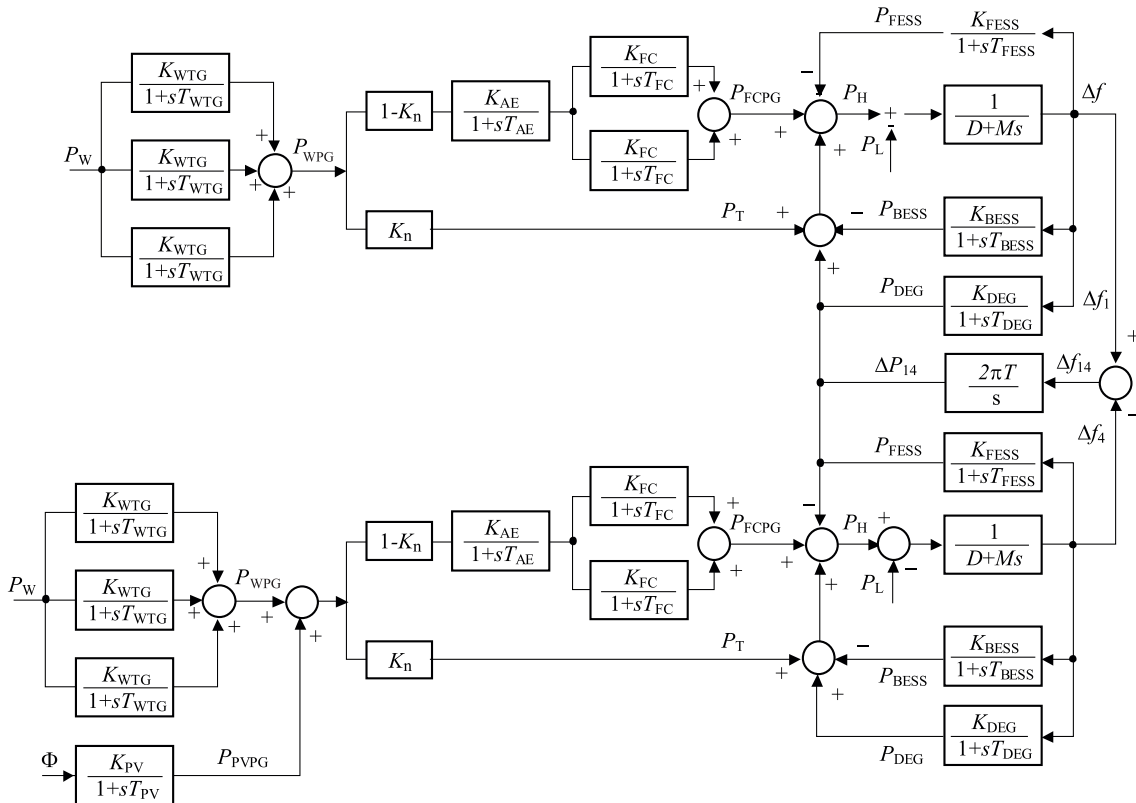 P_FESS
K_FESS
1+sT_FESS
K_WTG
1+sT_WTG
K_FC
1+sT_FC
1-K_n
K_AE
1+sT_AE
P_FCPG
P_H
P_L
1
D+Ms
Δf
P_W
K_WTG
1+sT_WTG
P_WPG
K_FC
1+sT_FC
K_WTG
1+sT_WTG
K_n
P_T
P_BESS
K_BESS
1+sT_BESS
P_DEG
K_DEG
1+sT_DEG
Δf_1
ΔP_14
2πT
s
Δf_14
P_FESS
K_FESS
1+sT_FESS
Δf_4
K_WTG
1+sT_WTG
K_FC
1+sT_FC
1-K_n
K_AE
1+sT_AE
P_FCPG
P_H
P_L
1
D+Ms
P_W
K_WTG
1+sT_WTG
P_WPG
K_FC
1+sT_FC
K_WTG
1+sT_WTG
K_n
P_T
P_BESS
K_BESS
1+sT_BESS
Φ
K_PV
1+sT_PV
P_PVPG
P_DEG
K_DEG
1+sT_DEG